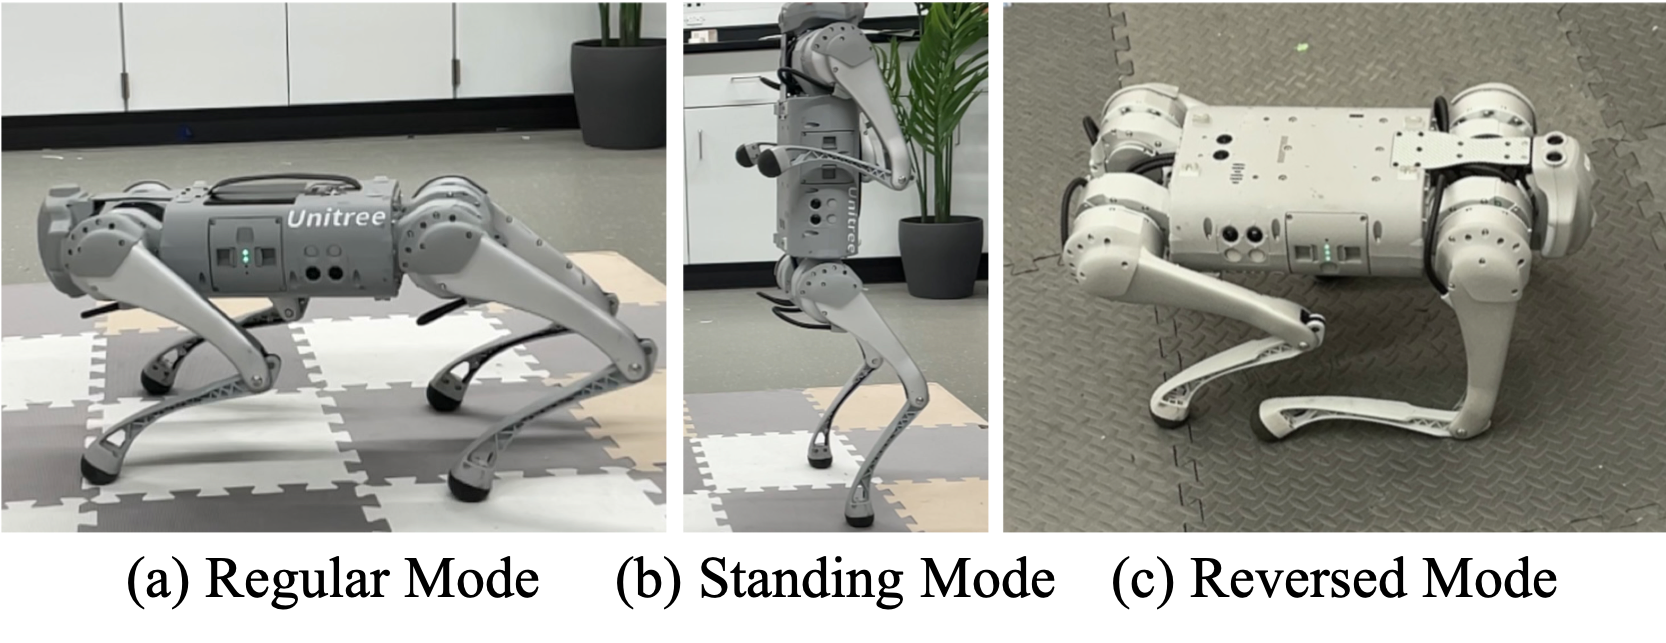 Unitree
Unitree
(a) Regular Mode
(b) Standing Mode
(c) Reversed Mode